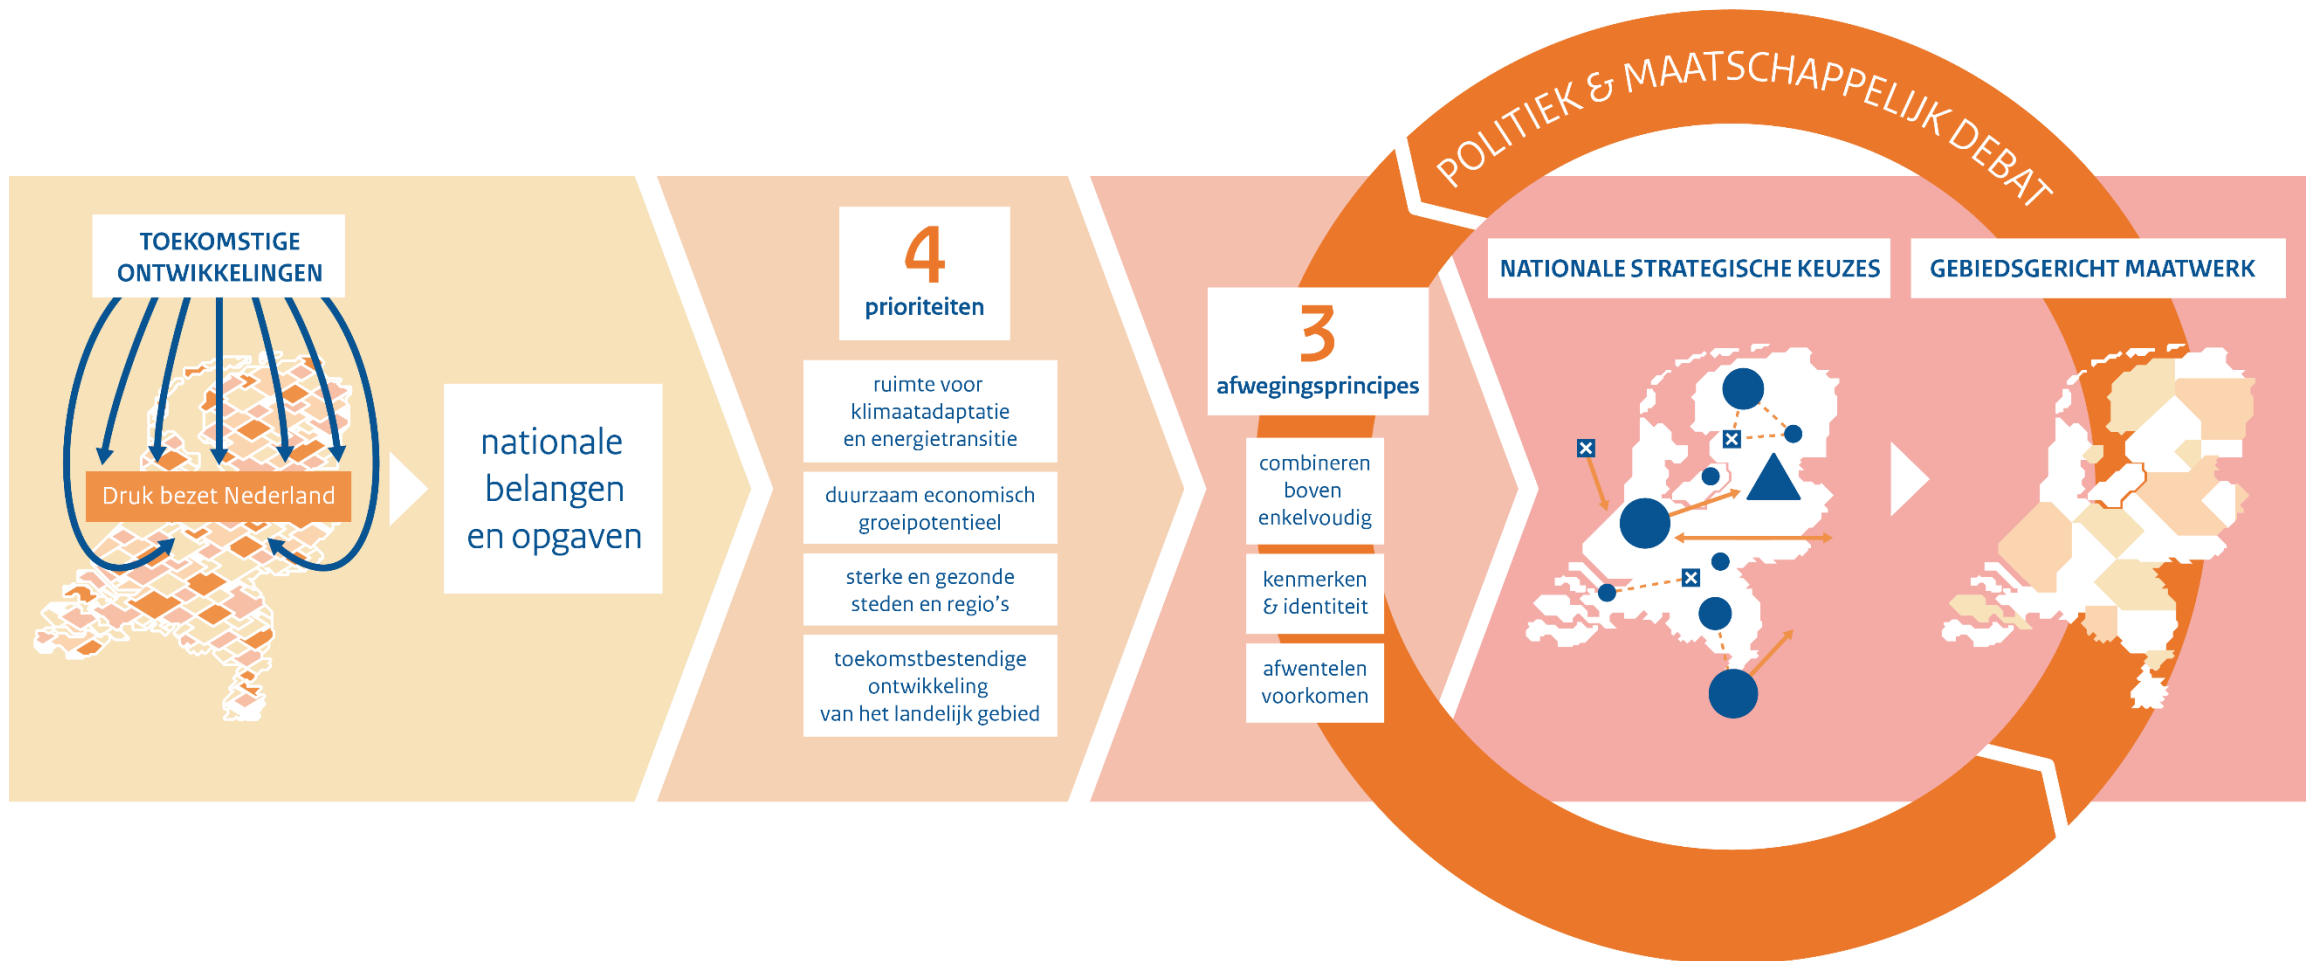 TOEKOMSTIGE
ONTWIKKELINGEN
Druk bezet Nederland
nationale
belangen
en opgaven
4
prioriteiten
ruimte voor
klimaatadaptatie
en energietransitie
duurzaam economisch
groeipotentieel
sterke en gezonde
steden en regio's
toekomstbestendige
ontwikkeling
van het landelijk gebied
3
afwegingsprincipes
combineren
boven
enkelvoudig
kenmerken
& identiteit
afwentelen
voorkomen
POLITIEK & MAATSCHAPPELIJK DEBAT
NATIONALE STRATEGISCHE KEUZES
GEBIEDSGERICHT MAATWERK